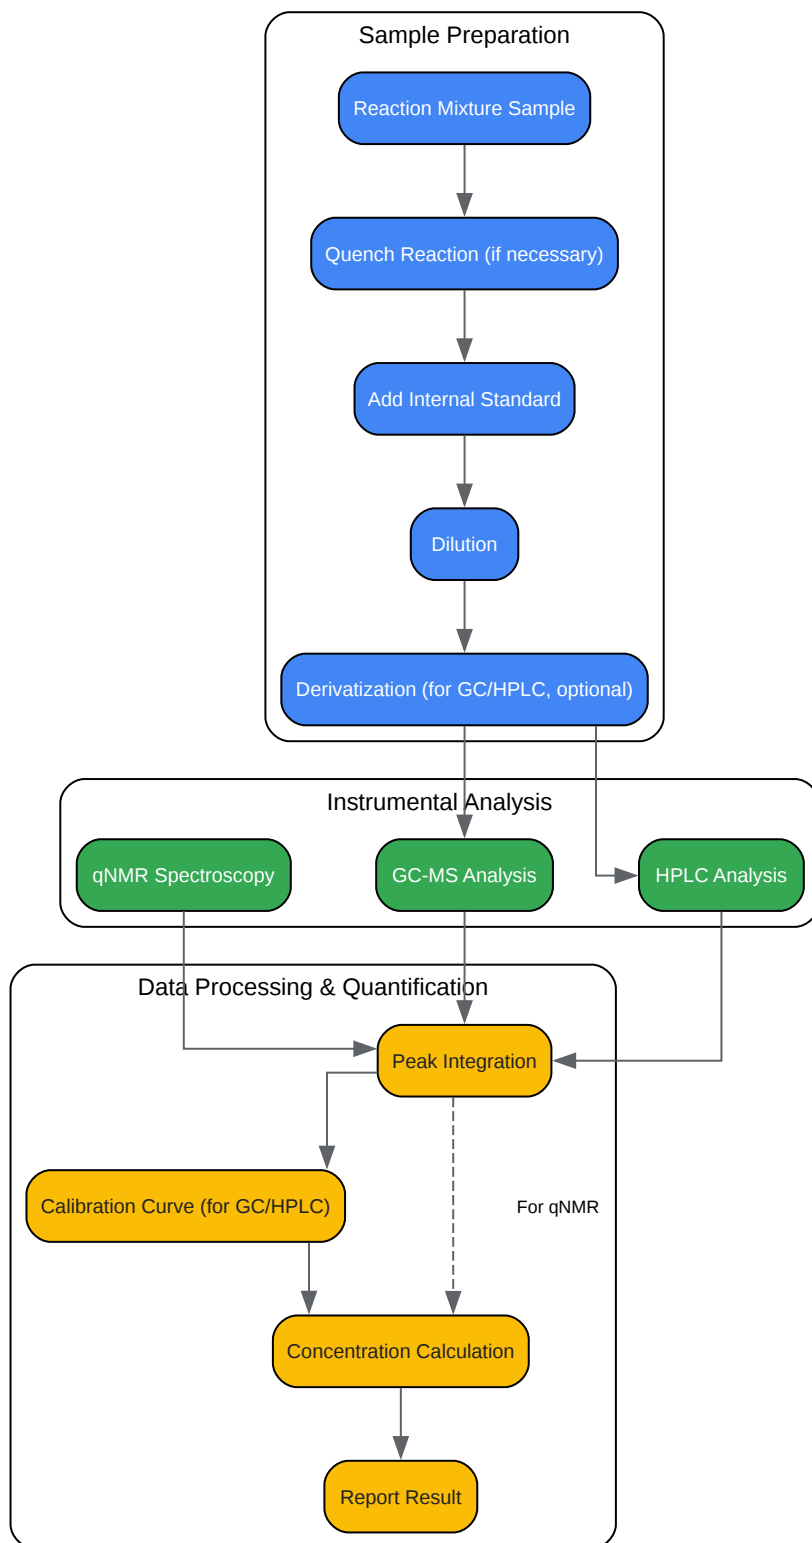 Sample Preparation
Reaction Mixture Sample
Quench Reaction (if necessary)
Add Internal Standard
Dilution
Derivatization (for GC/HPLC, optional)
Instrumental Analysis
qNMR Spectroscopy
GC-MS Analysis
HPLC Analysis
Data Processing & Quantification
Peak Integration
Calibration Curve (for GC/HPLC)
For qNMR
Concentration Calculation
Report Result